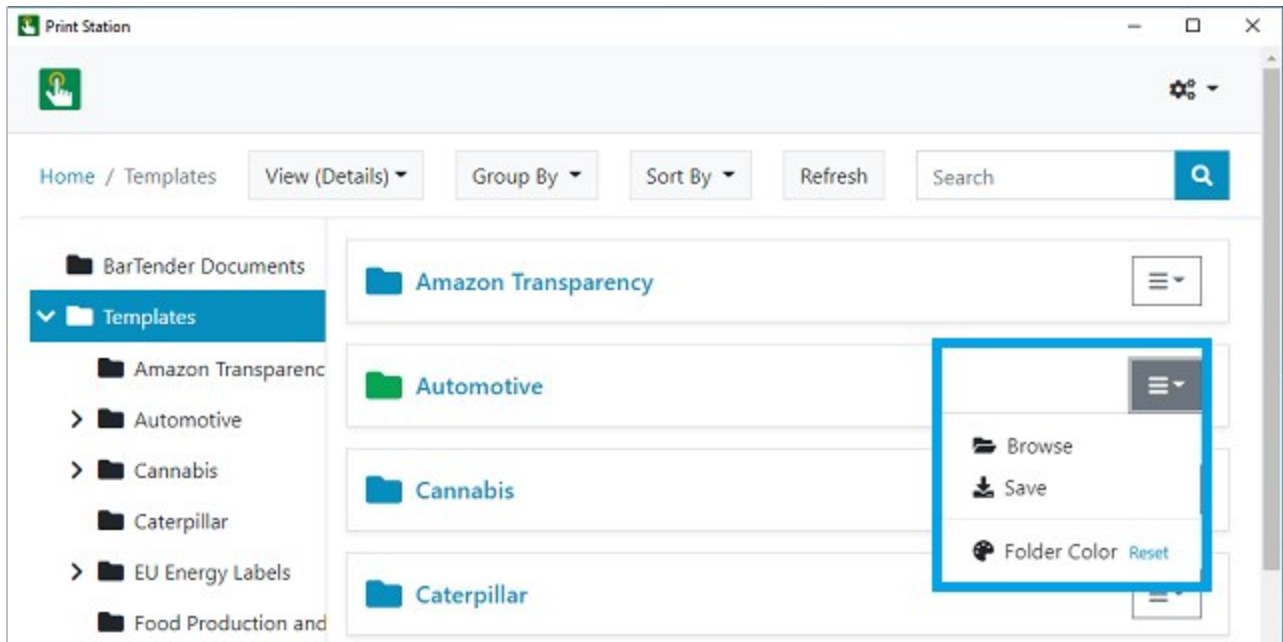 Print Station
Home / Templates View (Details) Group By Sort By Refresh Search
BarTender Documents
Templates
Amazon Transparenc
Automotive
Cannabis
Caterpillar
EU Energy Labels
Food Production and
Amazon Transparency
Automotive
Cannabis
Caterpillar
Browse
Save
Folder Color Reset